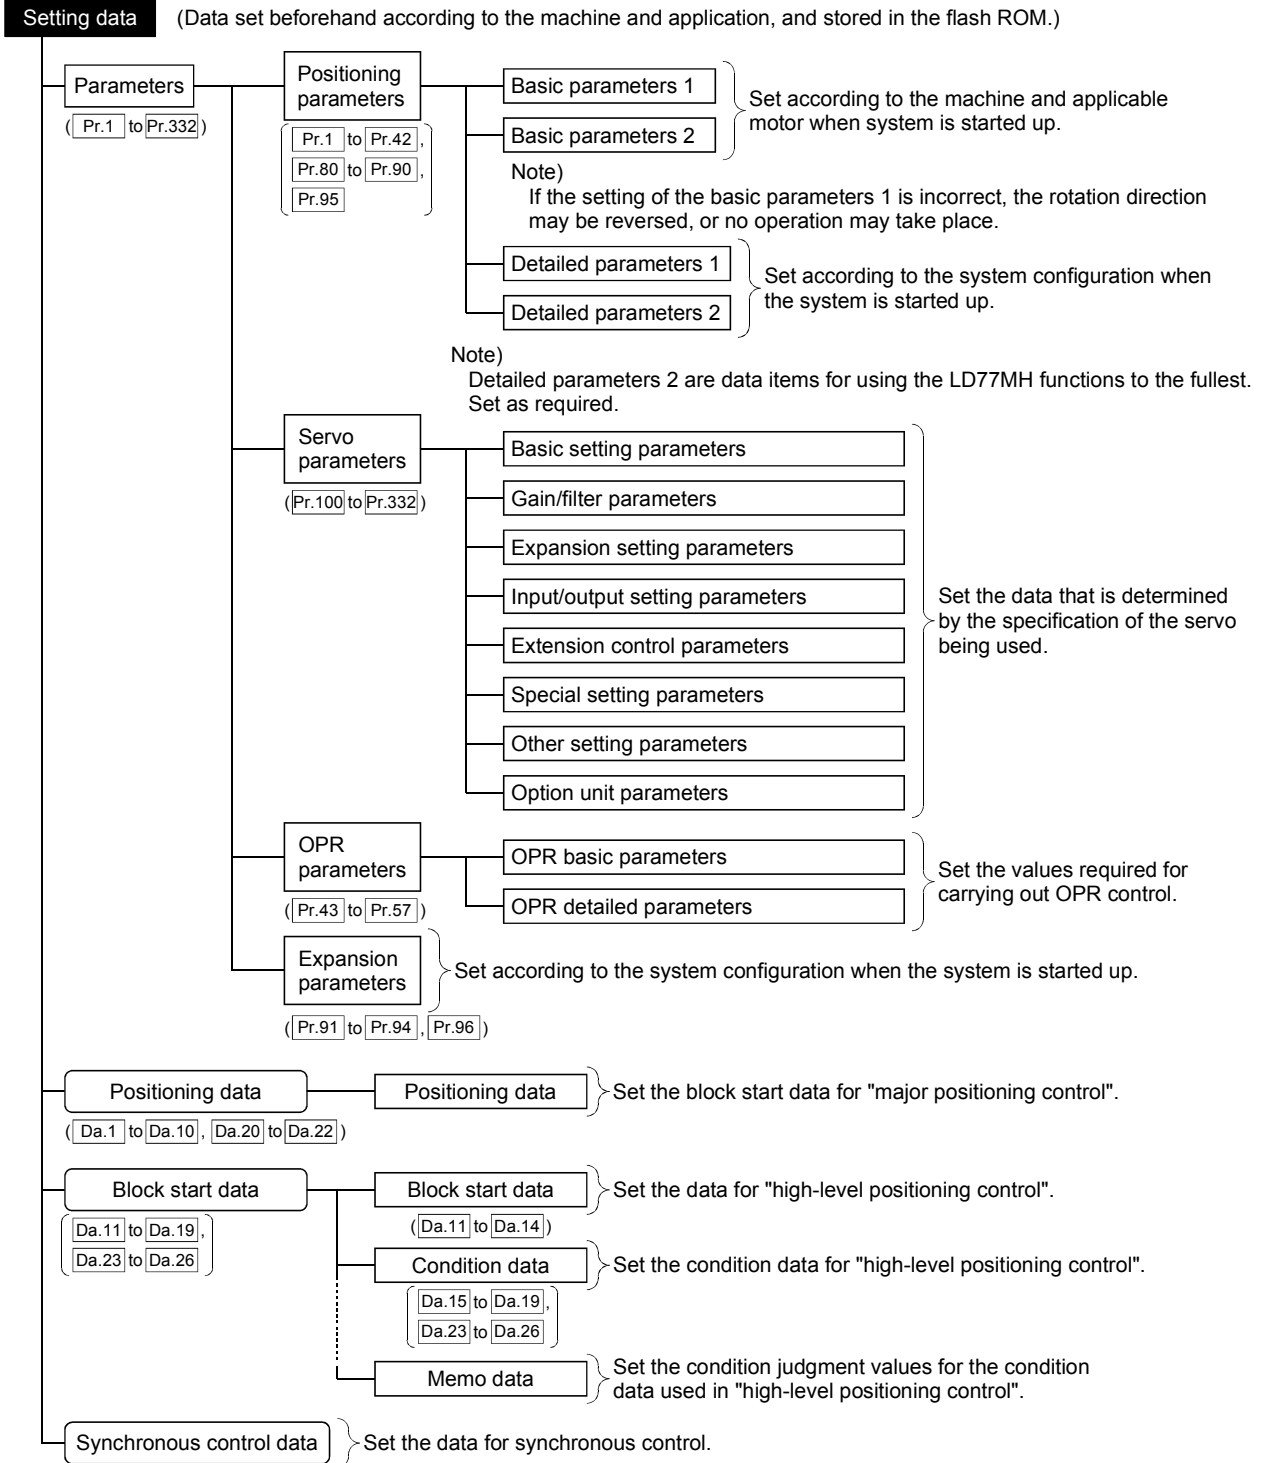 Setting data (Data set beforehand according to the machine and application, and stored in the flash ROM.)
Parameters
( Pr.1 to Pr.332 )
Positioning
parameters
Pr.1 to Pr.42 ,
Pr.80 to Pr.90 ,
Pr.95
Basic parameters 1
Basic parameters 2
Set according to the machine and applicable
motor when system is started up.
Note)
If the setting of the basic parameters 1 is incorrect, the rotation direction
may be reversed, or no operation may take place.
Detailed parameters 1
Detailed parameters 2
Set according to the system configuration when
the system is started up.
Note)
Detailed parameters 2 are data items for using the LD77MH functions to the fullest.
Set as required.
Servo
parameters
( Pr.100 to Pr.332 )
Basic setting parameters
Gain/filter parameters
Expansion setting parameters
Input/output setting parameters
Extension control parameters
Special setting parameters
Other setting parameters
Option unit parameters
Set the data that is determined
by the specification of the servo
being used.
OPR
parameters
( Pr.43 to Pr.57 )
OPR basic parameters
OPR detailed parameters
Set the values required for
carrying out OPR control.
Expansion
parameters
( Pr.91 to Pr.94 , Pr.96 )
Set according to the system configuration when the system is started up.
Positioning data
( Da.1 to Da.10 , Da.20 to Da.22 )
Positioning data
Set the block start data for "major positioning control".
Block start data
Da.11 to Da.19 ,
Da.23 to Da.26
Block start data
( Da.11 to Da.14 )
Set the data for "high-level positioning control".
Condition data
Da.15 to Da.19 ,
Da.23 to Da.26
Set the condition data for "high-level positioning control".
Memo data
Set the condition judgment values for the condition
data used in "high-level positioning control".
Synchronous control data
Set the data for synchronous control.